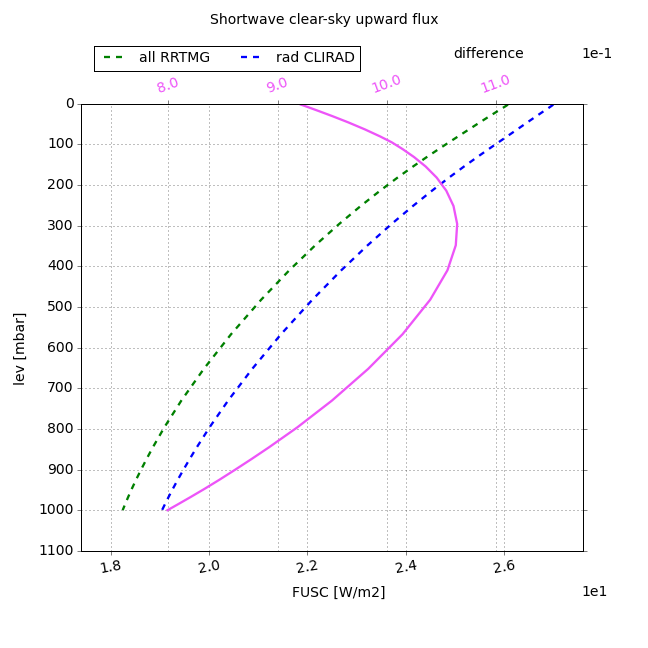 Shortwave clear-sky upward flux
all RRTMG rad CLIRAD difference 1e-1
8.0 9.0 10.0 11.0
0
100
200
300
400
500
600
700
800
900
1000
1100
lev [mbar]
1.8 2.0 2.2 2.4 2.6
FUSC [W/m2] 1e1